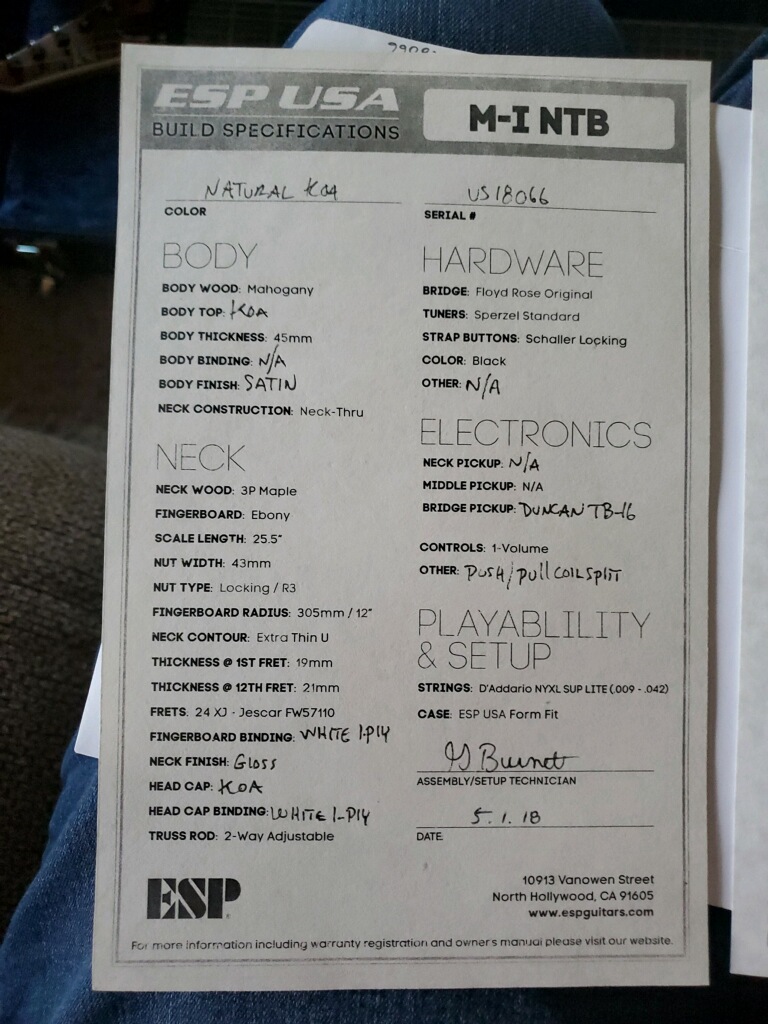 7908-
ESP USA
BUILD SPECIFICATIONS
M-I NTB
NATURAL KOA
COLOR
US18066
SERIAL #
BODY
BODY WOOD: Mahogany
BODY TOP: KOA
BODY THICKNESS: 45mm
BODY BINDING: N/A
BODY FINISH: SATIN
NECK CONSTRUCTION: Neck-Thru
NECK
NECK WOOD: 3P Maple
FINGERBOARD: Ebony
SCALE LENGTH: 25.5"
NUT WIDTH: 43mm
NUT TYPE: Locking / R3
FINGERBOARD RADIUS: 305mm / 12"
NECK CONTOUR: Extra Thin U
THICKNESS @ 1ST FRET: 19mm
THICKNESS @ 12TH FRET: 21mm
FRETS: 24 XJ - Jescar FW57110
FINGERBOARD BINDING: WHITE 1-PLY
NECK FINISH: GLOSS
HEAD CAP: KOA
HEAD CAP BINDING: WHITE 1-PLY
TRUSS ROD: 2-Way Adjustable
HARDWARE
BRIDGE: Floyd Rose Original
TUNERS: Sperzel Standard
STRAP BUTTONS: Schaller Locking
COLOR: Black
OTHER: N/A
ELECTRONICS
NECK PICKUP: N/A
MIDDLE PICKUP: N/A
BRIDGE PICKUP: DUNCAN TB-16
CONTROLS: 1-Volume
OTHER: PUSH/PULL COIL SPLIT
PLAYABLILITY
& SETUP
STRINGS: D'Addario NYXL SUP LITE (.009 - .042)
CASE: ESP USA Form Fit
G Burnett
ASSEMBLY/SETUP TECHNICIAN
5.1.18
DATE
ESP
10913 Vanowen Street
North Hollywood, CA 91605
www.espguitars.com
For more information including warranty registration and owner's manual please visit our website.